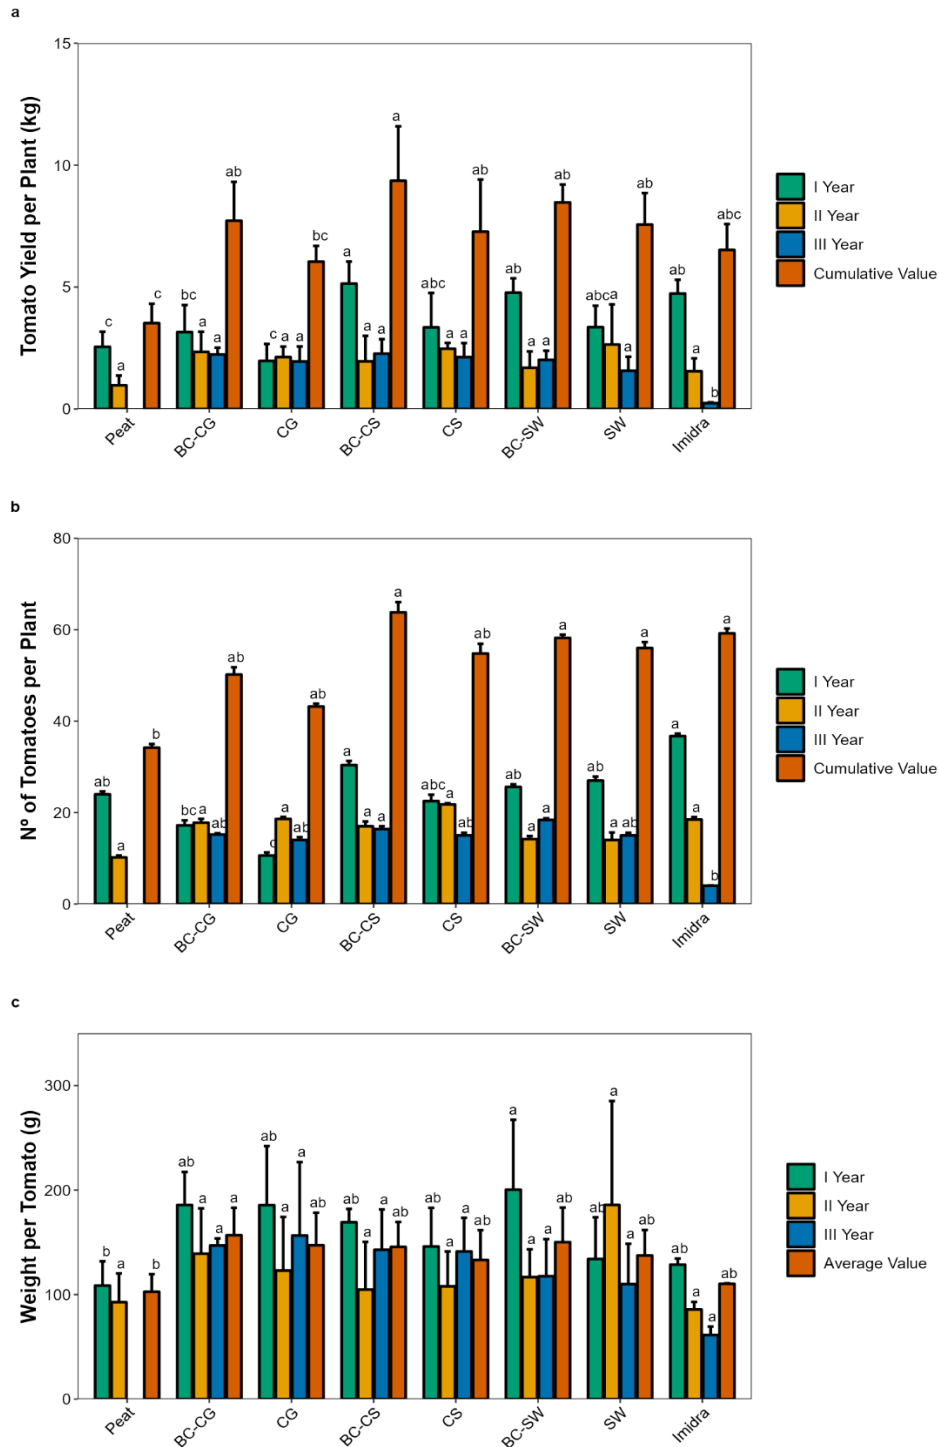 a
Tomato Yield per Plant (kg)
15
10
5
0
c a c
bc a a ab
c a a bc
a a a a
abc a a ab
ab a a ab
abc a a ab
ab a b abc
Peat BC-CG CG BC-CS CS BC-SW SW Imidra
I Year
II Year
III Year
Cumulative Value
b
Nº of Tomatoes per Plant
80
60
40
20
0
ab a b
bc a ab ab
c a ab ab
a a a a
abc a ab ab
ab a a a
ab a ab a
a a b a
Peat BC-CG CG BC-CS CS BC-SW SW Imidra
I Year
II Year
III Year
Cumulative Value
c
Weight per Tomato (g)
300
200
100
0
b a b
ab a a a
ab a a ab
ab a a ab
ab a a ab
a a a ab
ab a a ab
ab a a ab
Peat BC-CG CG BC-CS CS BC-SW SW Imidra
I Year
II Year
III Year
Average Value